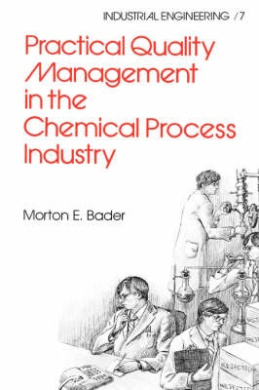 INDUSTRIAL ENGINEERING /7
Practical Quality
Management
in the
Chemical Process
Industry
Morton E. Bader